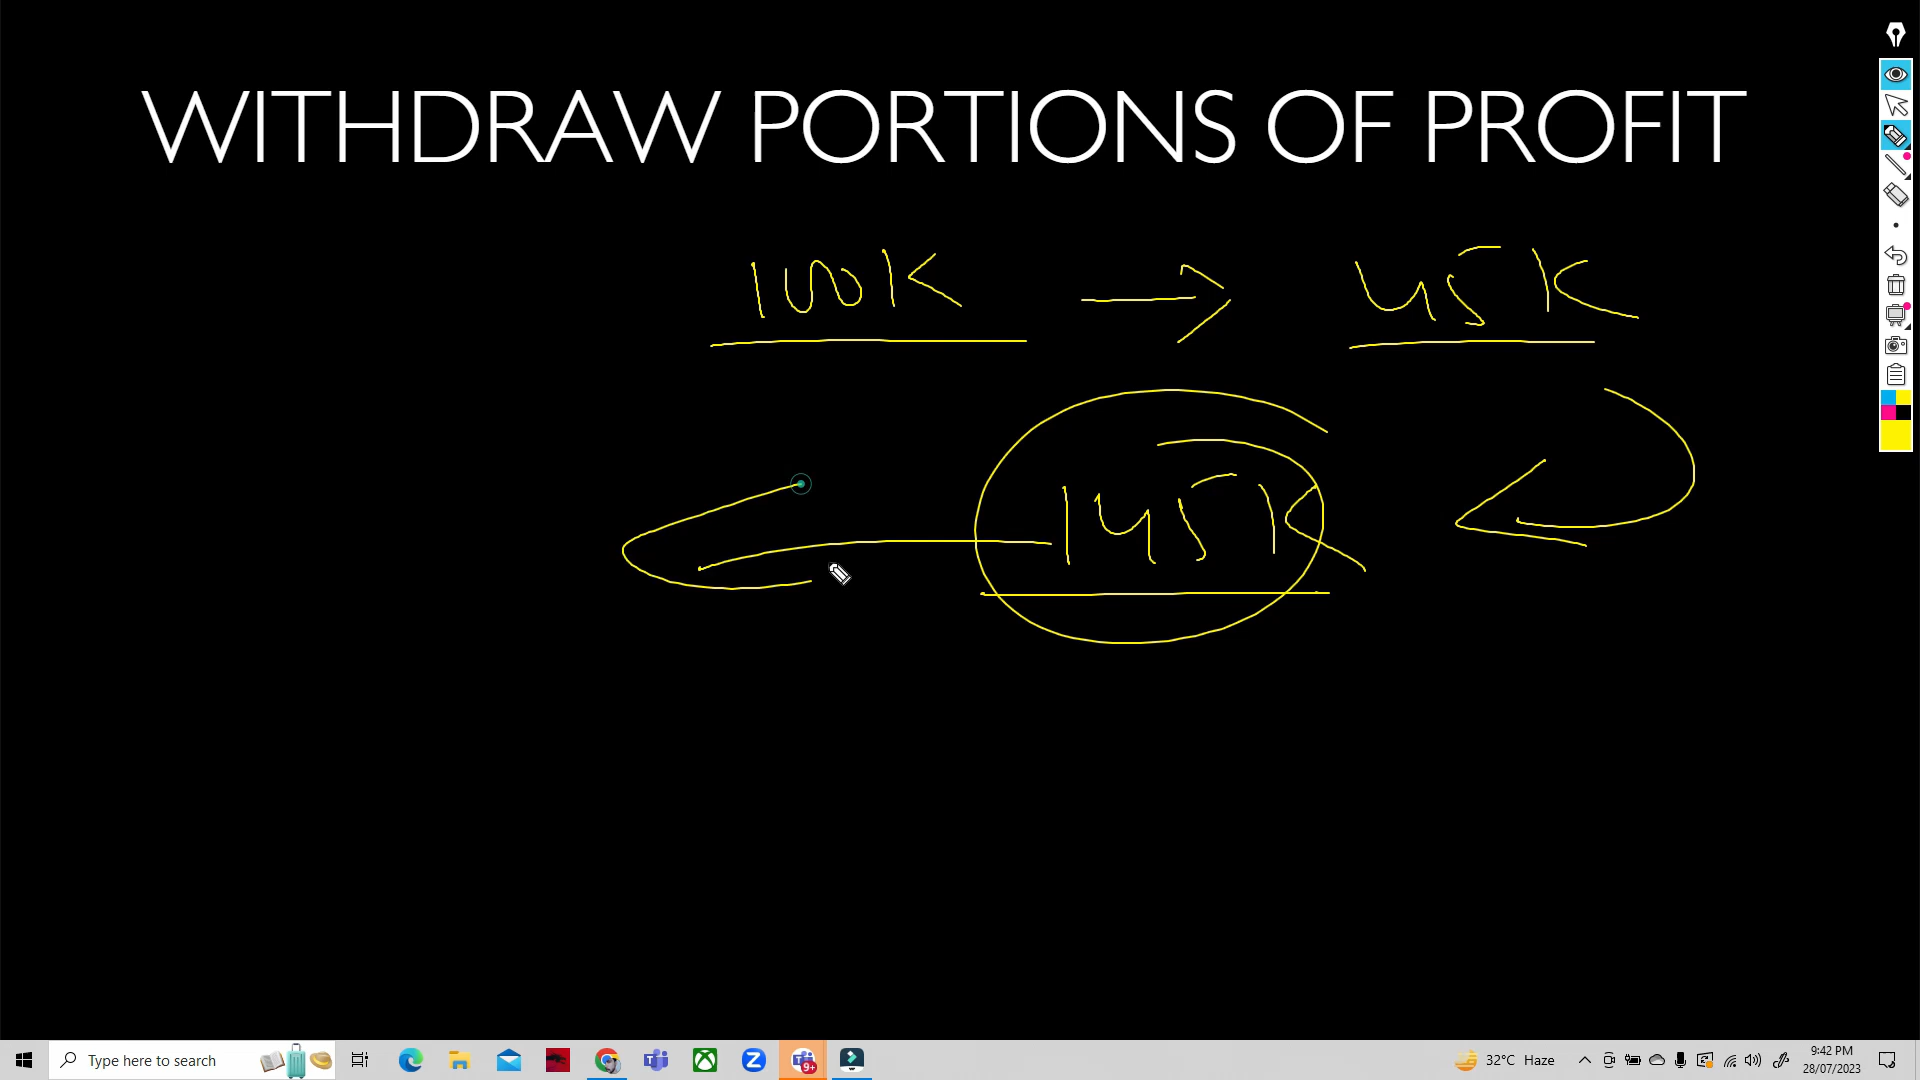 WITHDRAW PORTIONS OF PROFIT
100K → 45K
145K
Type here to search
9+
32°C Haze
9:42 PM
28/07/2023